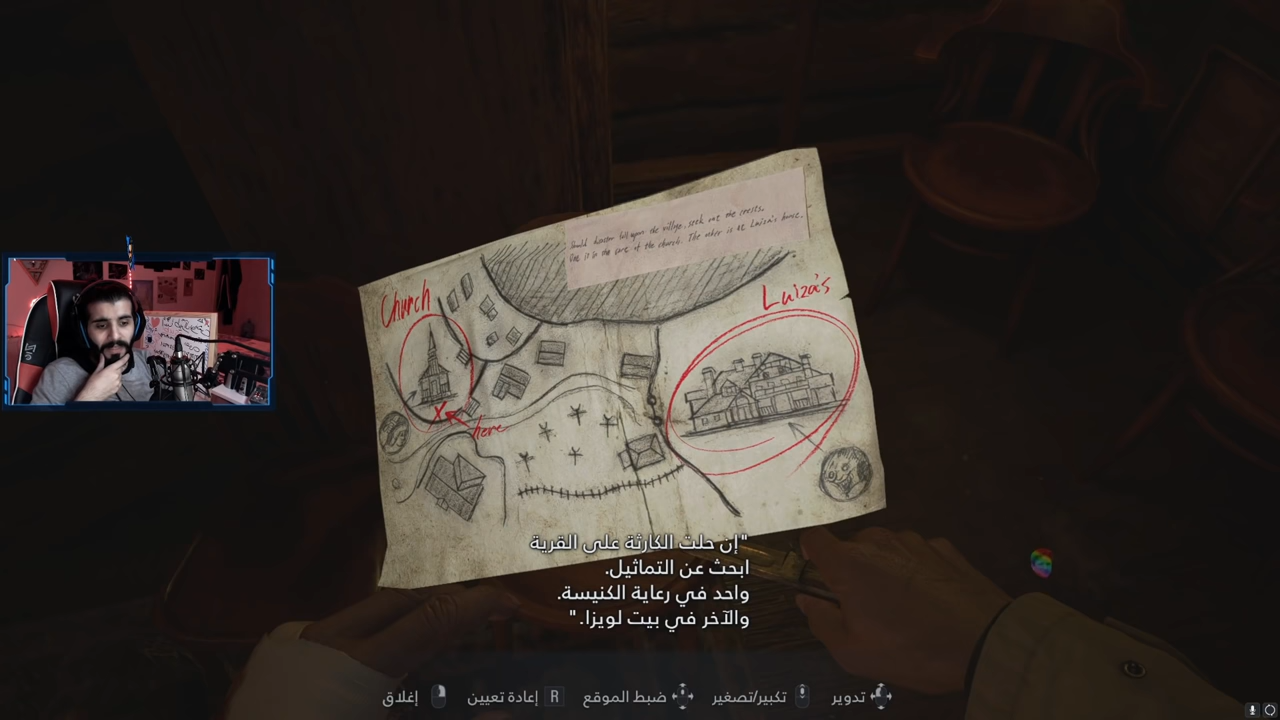 Should disaster fall upon the village, seek out the crests.
One is in the care of the church. The other is at Luiza's house.
Church
Luiza's
here
"إن حلت الكارثة على القرية
ابحث عن التماثيل.
واحد في رعاية الكنيسة.
والآخر في بيت لويزا."
تدوير
تكبير/تصغير
ضبط الموقع
R إعادة تعيين
إغلاق